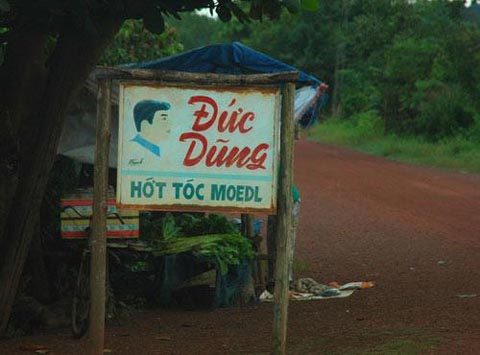 Đức
Dũng
HỚT TÓC MOEDL